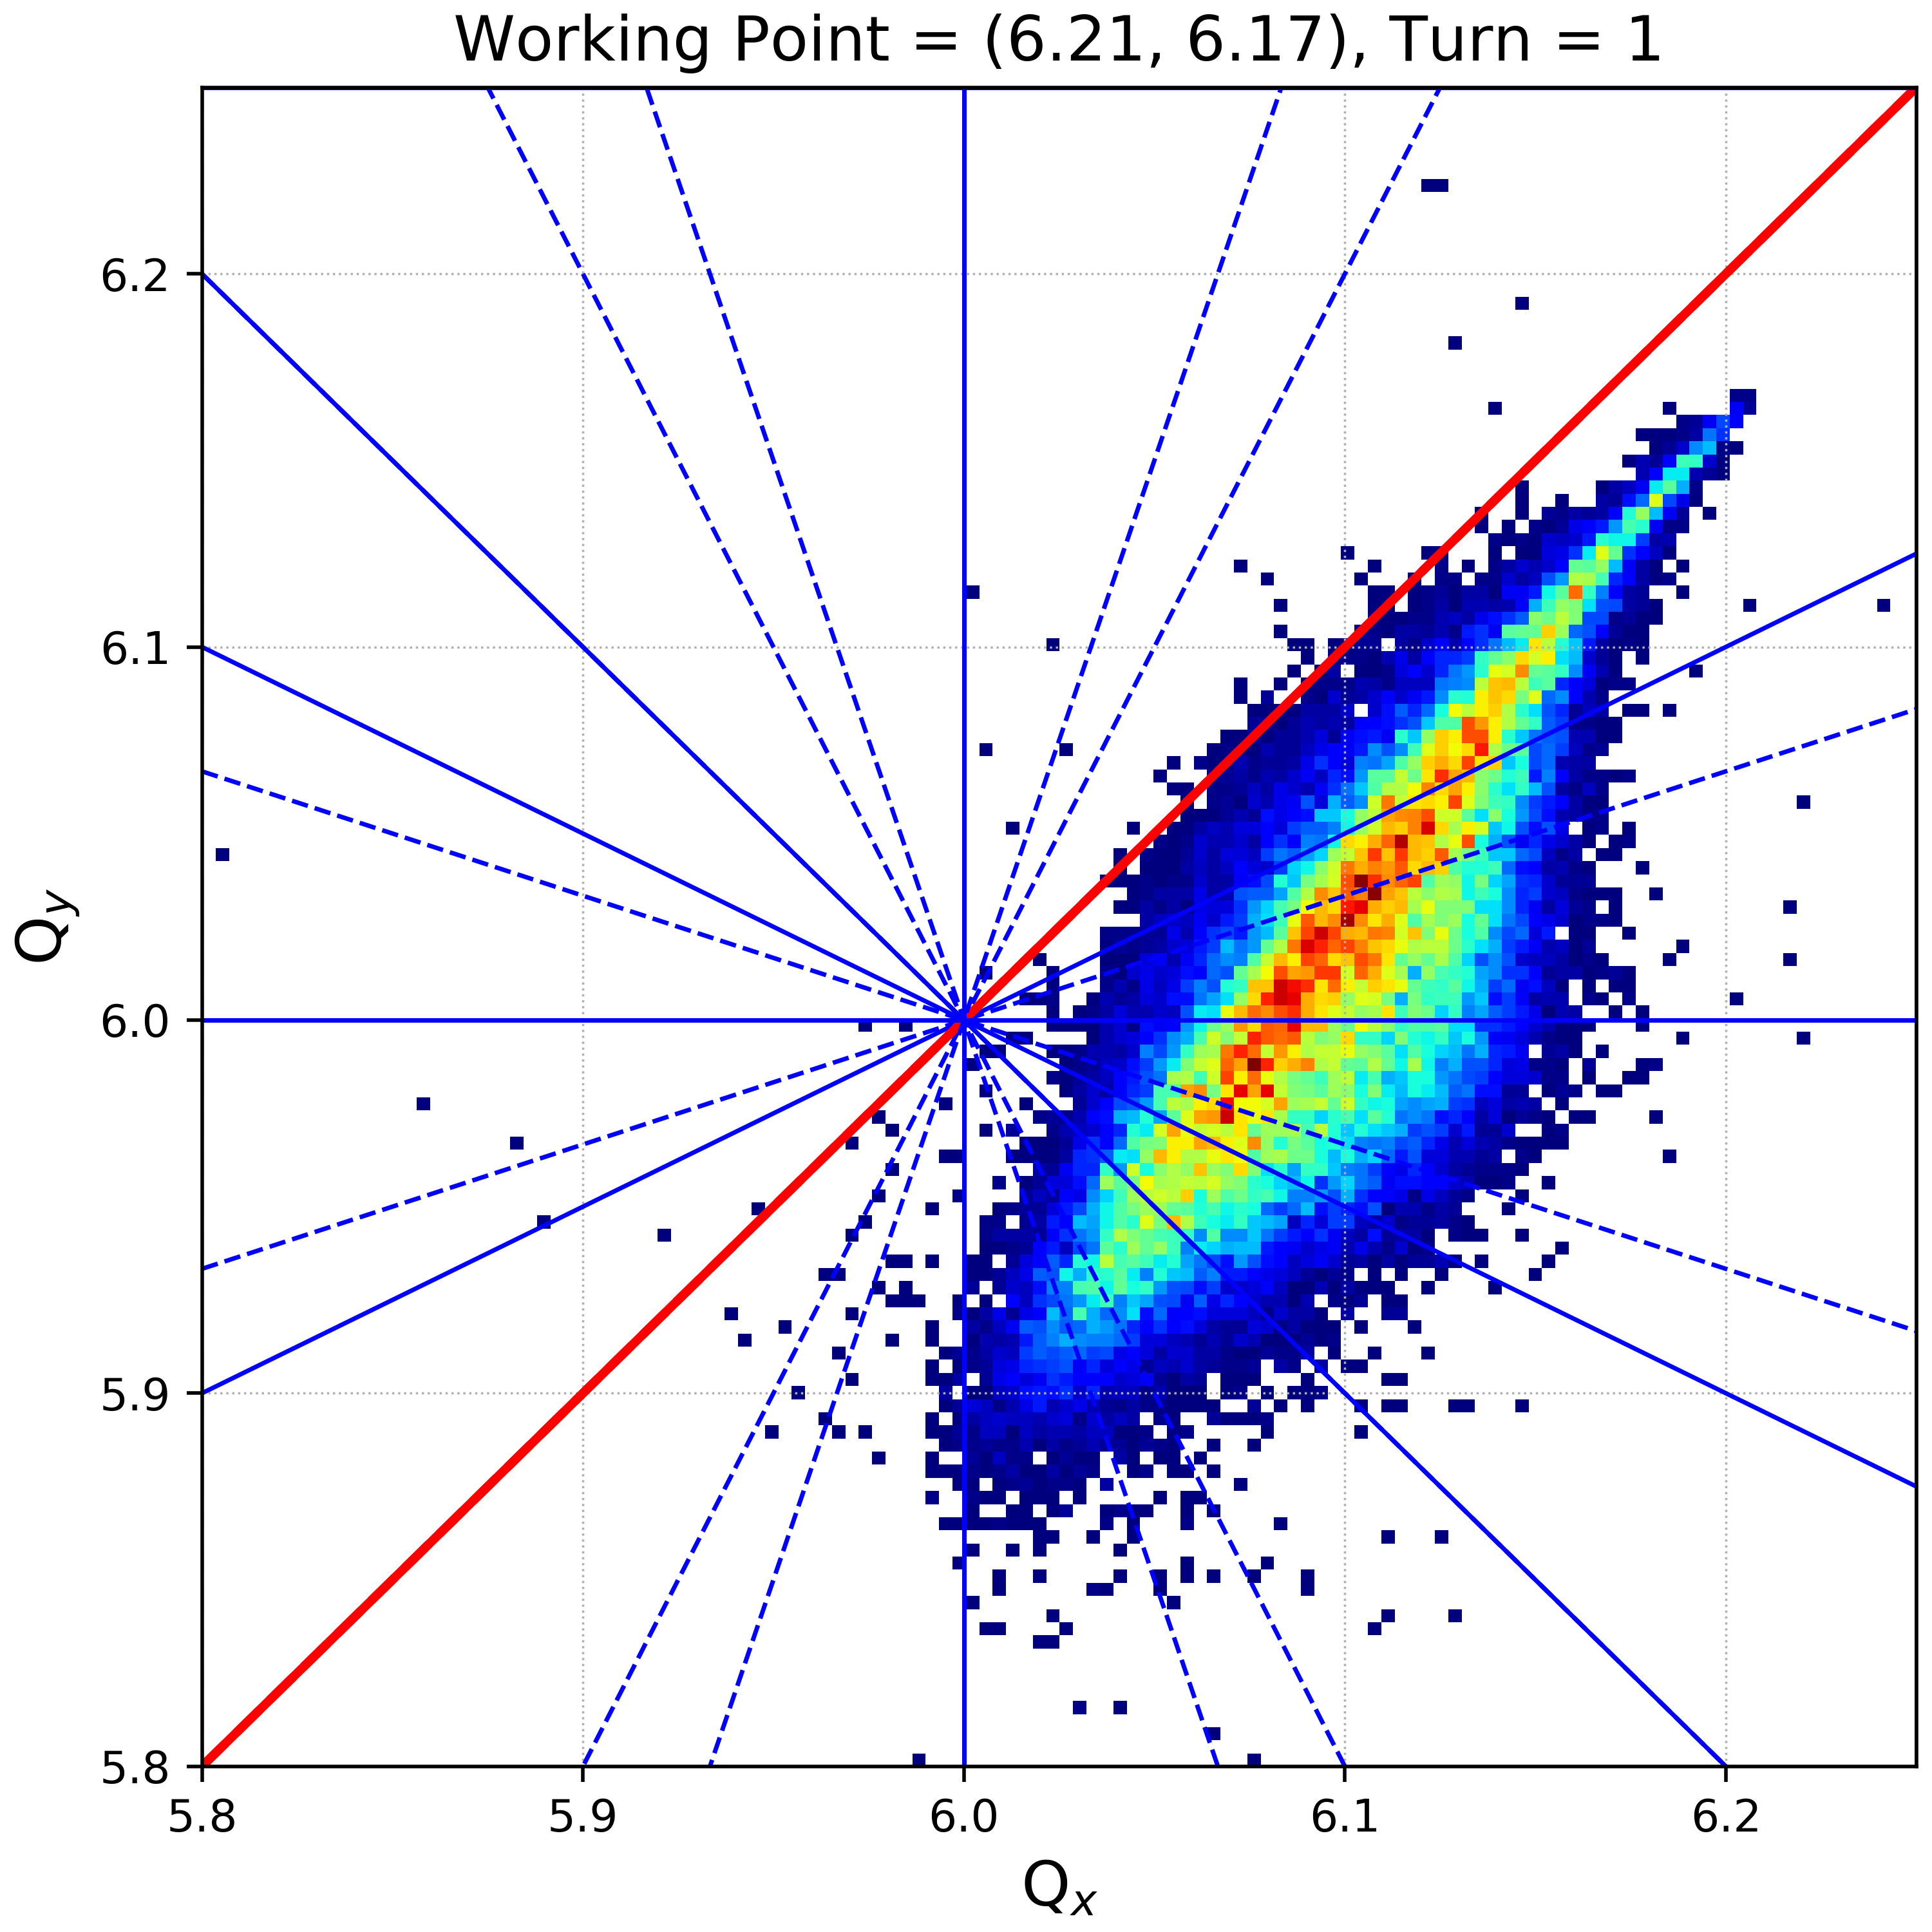 Working Point = (6.21, 6.17), Turn = 1
6.2
6.1
6.0
5.9
5.8
Qy
5.8 5.9 6.0 6.1 6.2
Qx